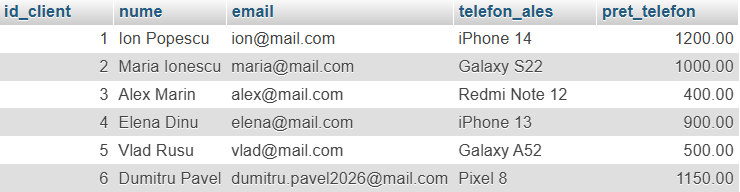 id_client nume email telefon_ales pret_telefon
1 Ion Popescu ion@mail.com iPhone 14 1200.00
2 Maria Ionescu maria@mail.com Galaxy S22 1000.00
3 Alex Marin alex@mail.com Redmi Note 12 400.00
4 Elena Dinu elena@mail.com iPhone 13 900.00
5 Vlad Rusu vlad@mail.com Galaxy A52 500.00
6 Dumitru Pavel dumitru.pavel2026@mail.com Pixel 8 1150.00